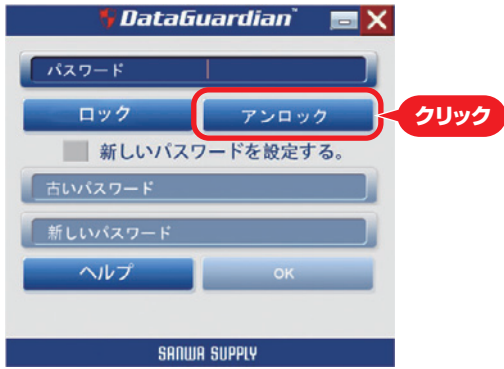 DataGuardian™
パスワード
ロック
アンロック
クリック
新しいパスワードを設定する。
古いパスワード
新しいパスワード
ヘルプ
OK
SANWA SUPPLY